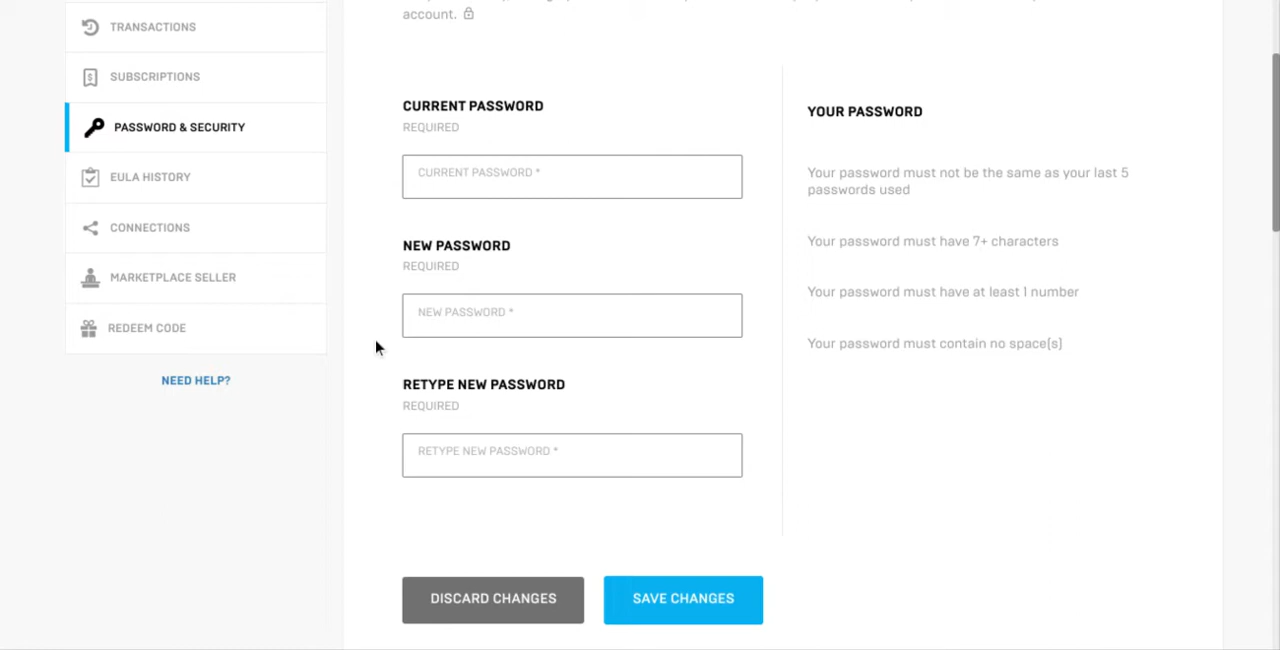 TRANSACTIONS
SUBSCRIPTIONS
PASSWORD & SECURITY
EULA HISTORY
CONNECTIONS
MARKETPLACE SELLER
REDEEM CODE
NEED HELP?
account.
CURRENT PASSWORD
REQUIRED
CURRENT PASSWORD *
NEW PASSWORD
REQUIRED
NEW PASSWORD *
RETYPE NEW PASSWORD
REQUIRED
RETYPE NEW PASSWORD *
DISCARD CHANGES
SAVE CHANGES
YOUR PASSWORD
Your password must not be the same as your last 5
passwords used
Your password must have 7+ characters
Your password must have at least 1 number
Your password must contain no space(s)